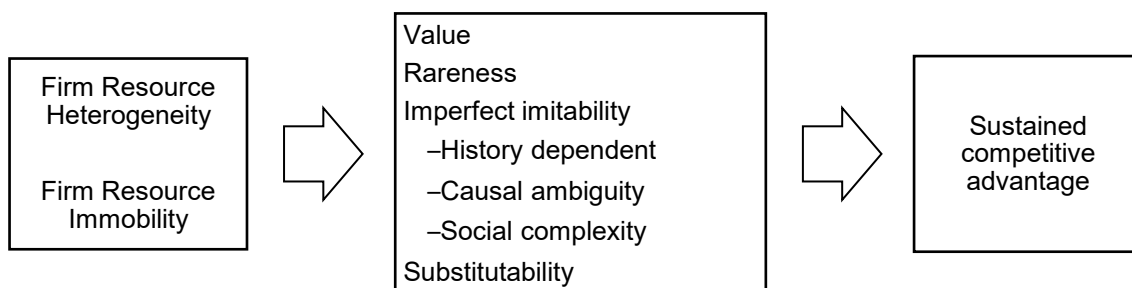 Firm Resource
Heterogeneity
Firm Resource
Immobility
Value
Rareness
Imperfect imitability
–History dependent
–Causal ambiguity
–Social complexity
Substitutability
Sustained
competitive
advantage